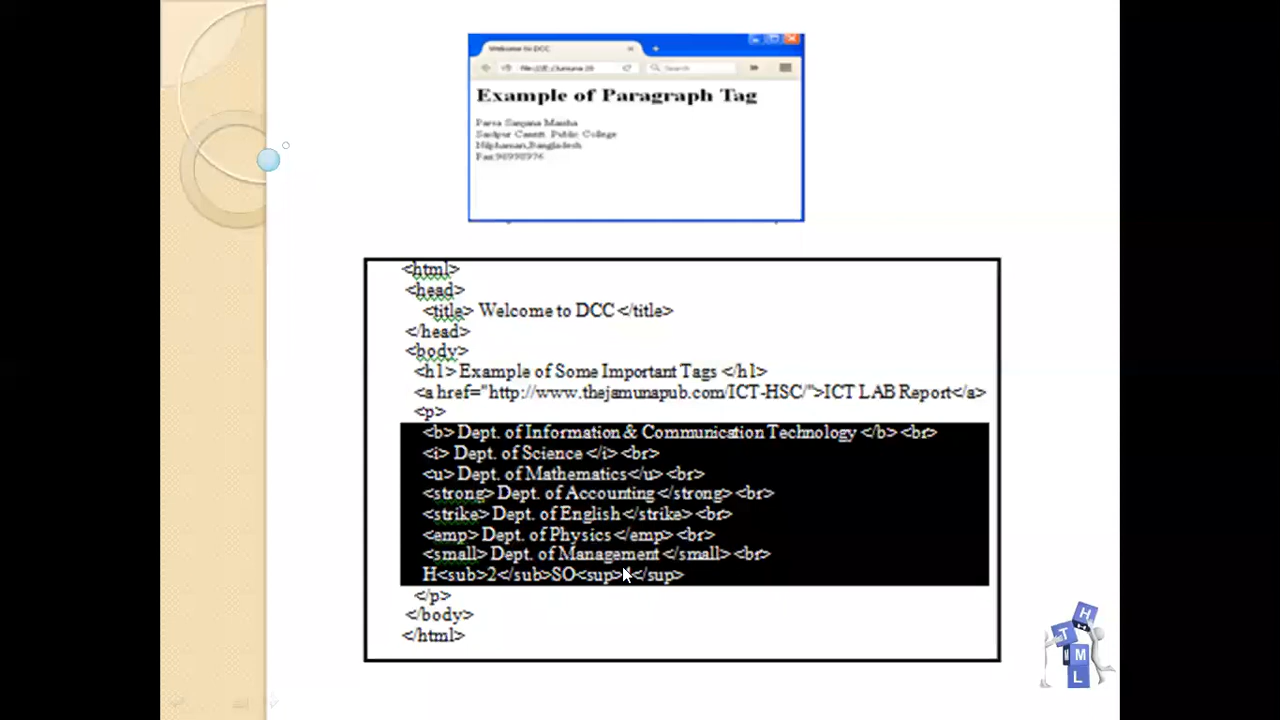 Welcome to DCC
Search
Example of Paragraph Tag
Public College
Bangladesh
<html>
<head>
<title> Welcome to DCC </title>
</head>
<body>
<h1> Example of Some Important Tags </h1>
<a href="http://www.thejamunapub.com/ICT-HSC/">ICT LAB Report</a>
<p>
<b> Dept. of Information & Communication Technology </b> <br>
<i> Dept. of Science </i> <br>
<u> Dept. of Mathematics</u> <br>
<strong> Dept. of Accounting </strong> <br>
<strike> Dept. of English </strike> <br>
<emp> Dept. of Physics </emp> <br>
<small> Dept. of Management </small> <br>
H<sub>2</sub>SO<sup></sup>
</p>
</body>
</html>
H
T
M
L